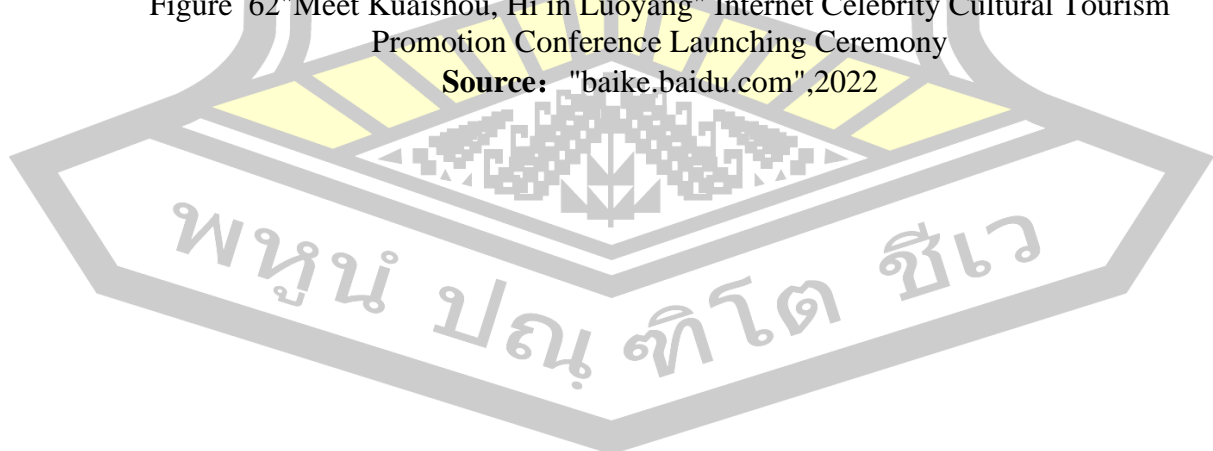 Figure 62"Meet Kuaishou, Hi in Luoyang" Internet Celebrity Cultural Tourism
Promotion Conference Launching Ceremony
Source："baike.baidu.com",2022
พหูนํ ปณฺฑิโต ชีเว